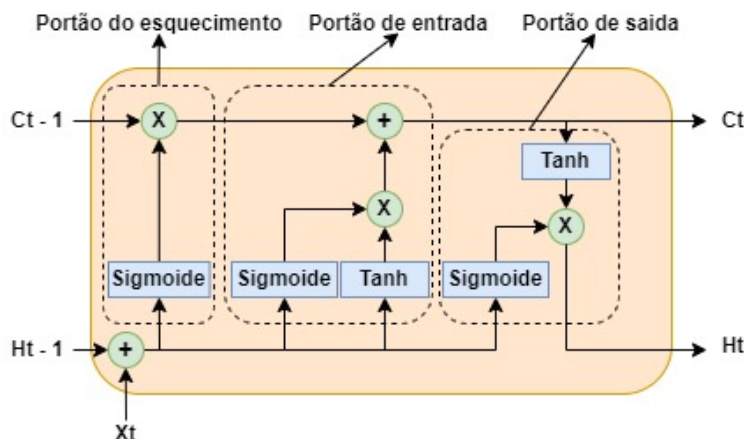 Portão do esquecimento
Portão de entrada
Portão de saida
Ct - 1
X
+
Ct
Tanh
X
X
Sigmoide
Sigmoide
Tanh
Sigmoide
Ht - 1
+
Ht
Xt